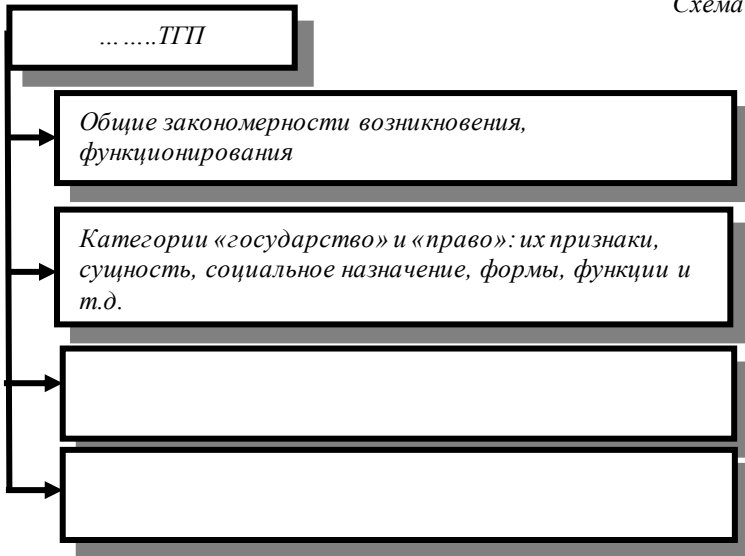 Схема
... .....ТГП
Общие закономерности возникновения,
функционирования
Категории «государство» и «право»: их признаки,
сущность, социальное назначение, формы, функции и
т.д.